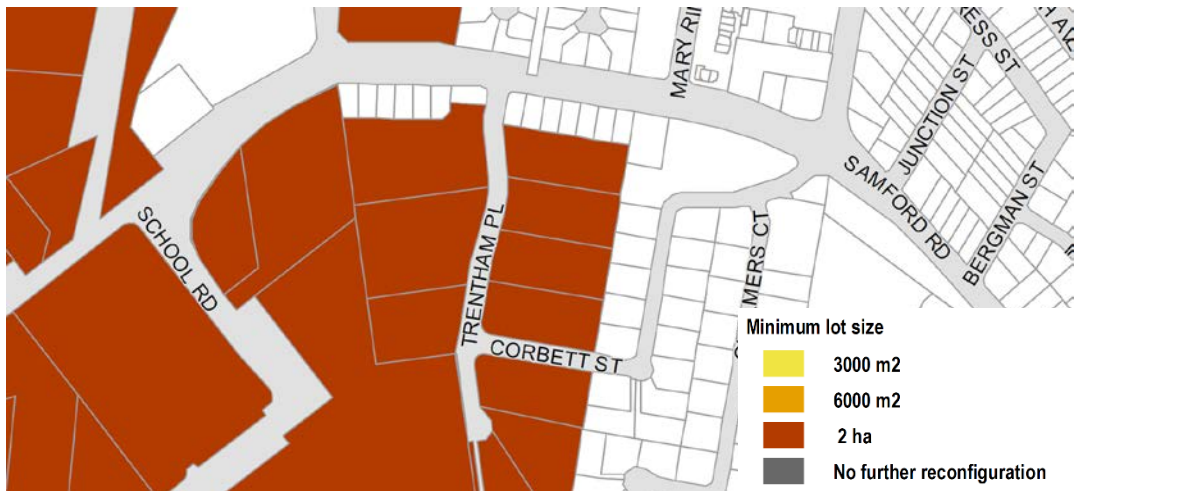 MARY RI
RESS ST
H AV
JUNCTION ST
SAMFORD RD
BERGMAN ST
SCHOOL RD
TRENTHAM PL
MERS CT
CORBETT ST
Minimum lot size
3000 m2
6000 m2
2 ha
No further reconfiguration